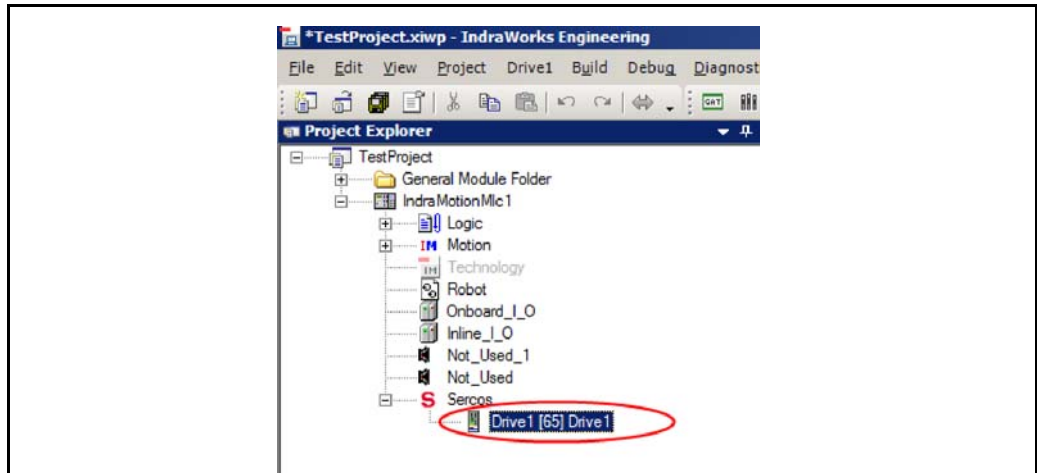 *TestProject.xiwp - IndraWorks Engineering
File Edit View Project Drive1 Build Debug Diagnost
GAT
Project Explorer
TestProject
General Module Folder
IndraMotionMlc1
Logic
IM Motion
IM Technology
Robot
Onboard_I_O
Inline_I_O
Not_Used_1
Not_Used
S Sercos
Drive1 [65] Drive1